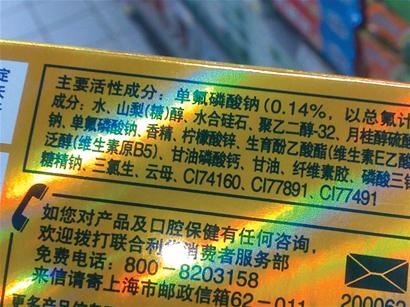 主要活性成分：单氟磷酸钠（0.14%，以总氟计
成分：水、山梨(糖)醇、水合硅石、聚乙二醇-32、月桂醇硫酸
钠、单氟磷酸钠、香精、柠檬酸锌、生育酚乙酸酯(维生素E乙酸
泛醇(维生素原B5)、甘油磷酸钙、甘油、纤维素胶、磷酸三钠
糖精钠、三氯生、云母、CI74160、CI77891、CI77491
如您对产品及口腔保健有任何咨询，
欢迎拨打联合利华消费者服务部
免费电话：800-8203158
来信请寄上海市邮政信箱62-011
200062